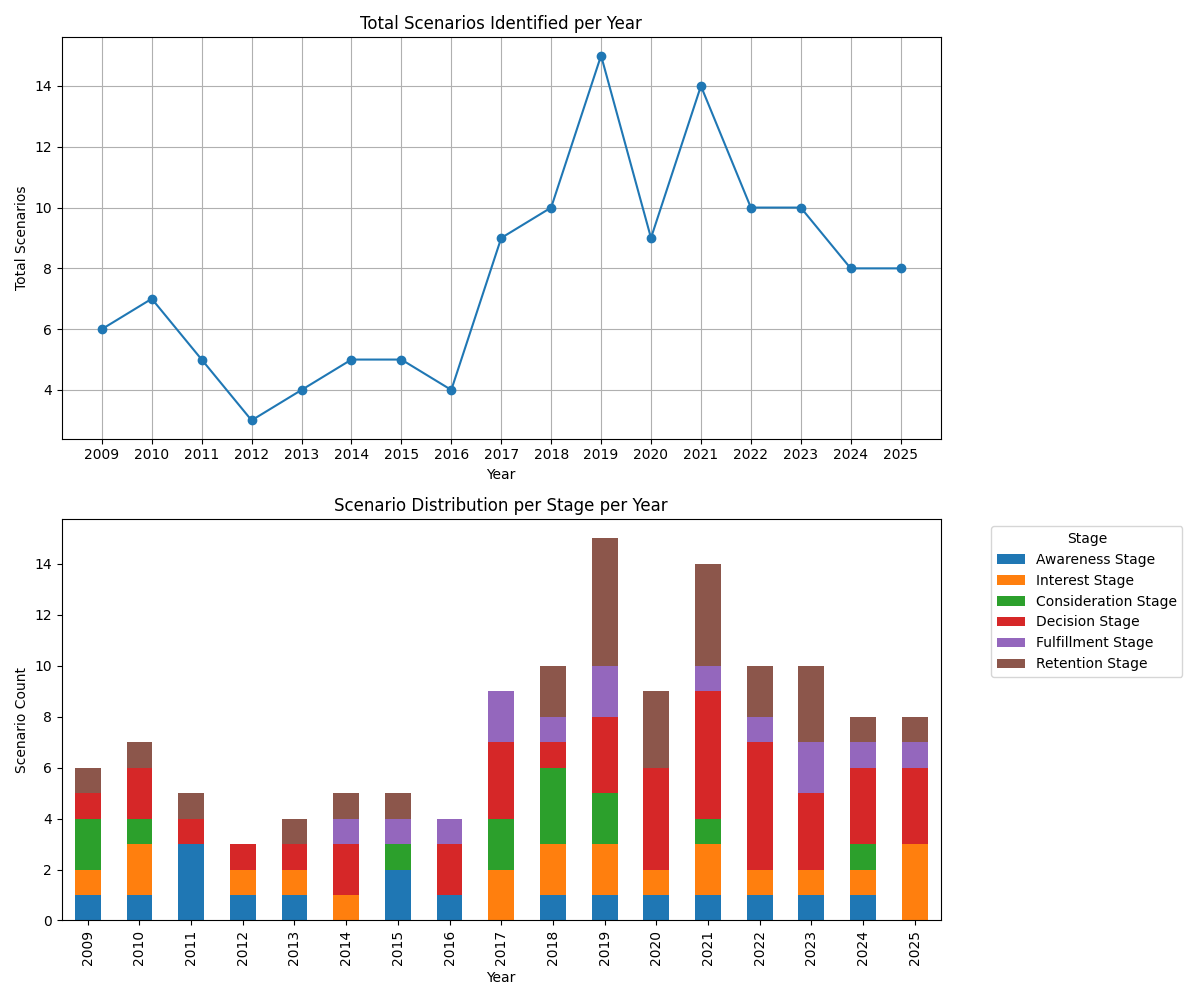 Total Scenarios Identified per Year
Total Scenarios
14
12
10
8
6
4
2009 2010 2011 2012 2013 2014 2015 2016 2017 2018 2019 2020 2021 2022 2023 2024 2025
Year
Scenario Distribution per Stage per Year
Scenario Count
14
12
10
8
6
4
2
0
2009 2010 2011 2012 2013 2014 2015 2016 2017 2018 2019 2020 2021 2022 2023 2024 2025
Year
Stage
Awareness Stage
Interest Stage
Consideration Stage
Decision Stage
Fulfillment Stage
Retention Stage